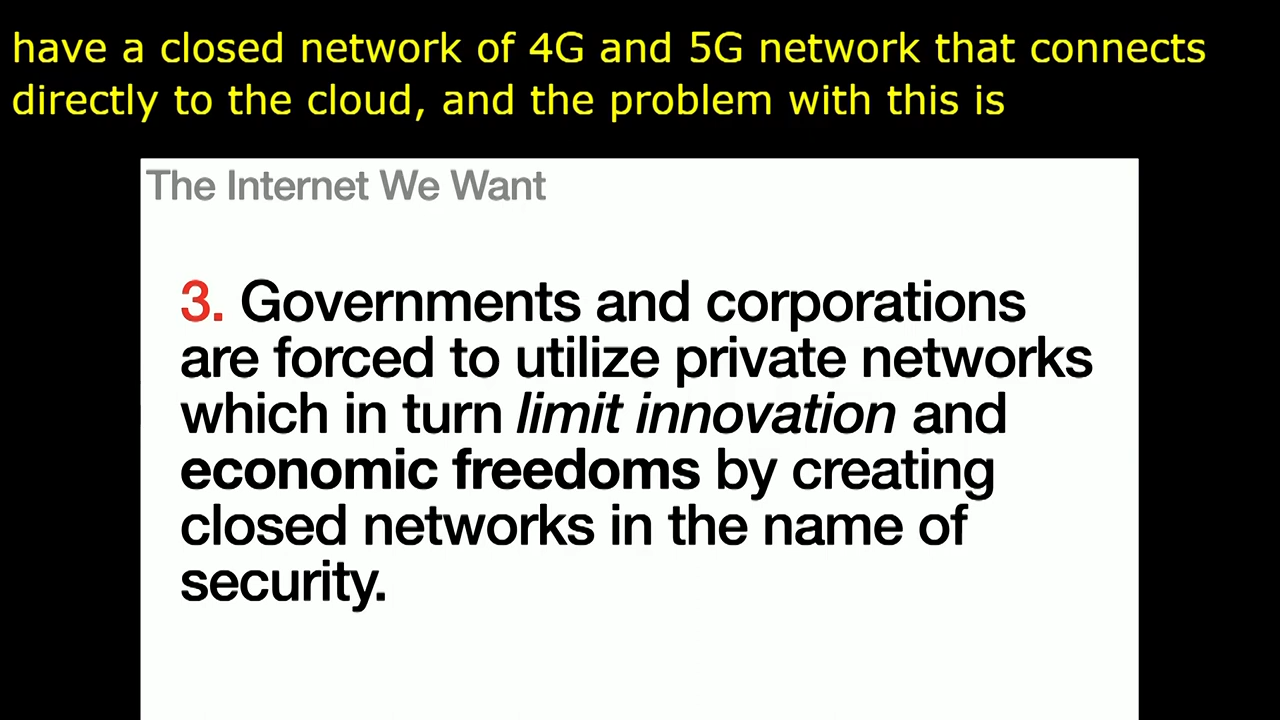 have a closed network of 4G and 5G network that connects
directly to the cloud, and the problem with this is
The Internet We Want
3. Governments and corporations
are forced to utilize private networks
which in turn limit innovation and
economic freedoms by creating
closed networks in the name of
security.